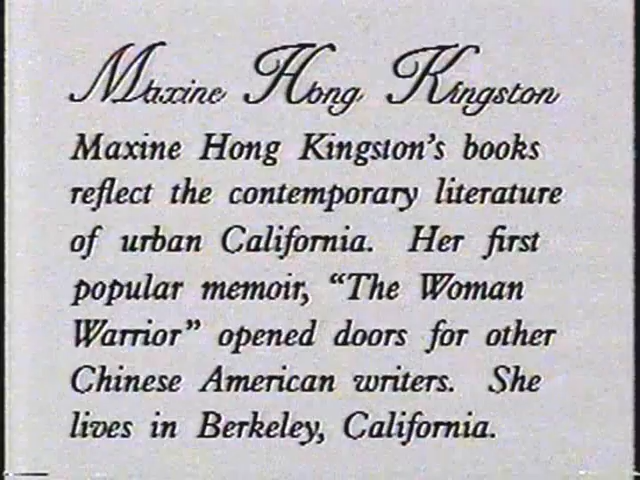 Maxine Hong Kingston
Maxine Hong Kingston's books
reflect the contemporary literature
of urban California. Her first
popular memoir, “The Woman
Warrior” opened doors for other
Chinese American writers. She
lives in Berkeley, California.